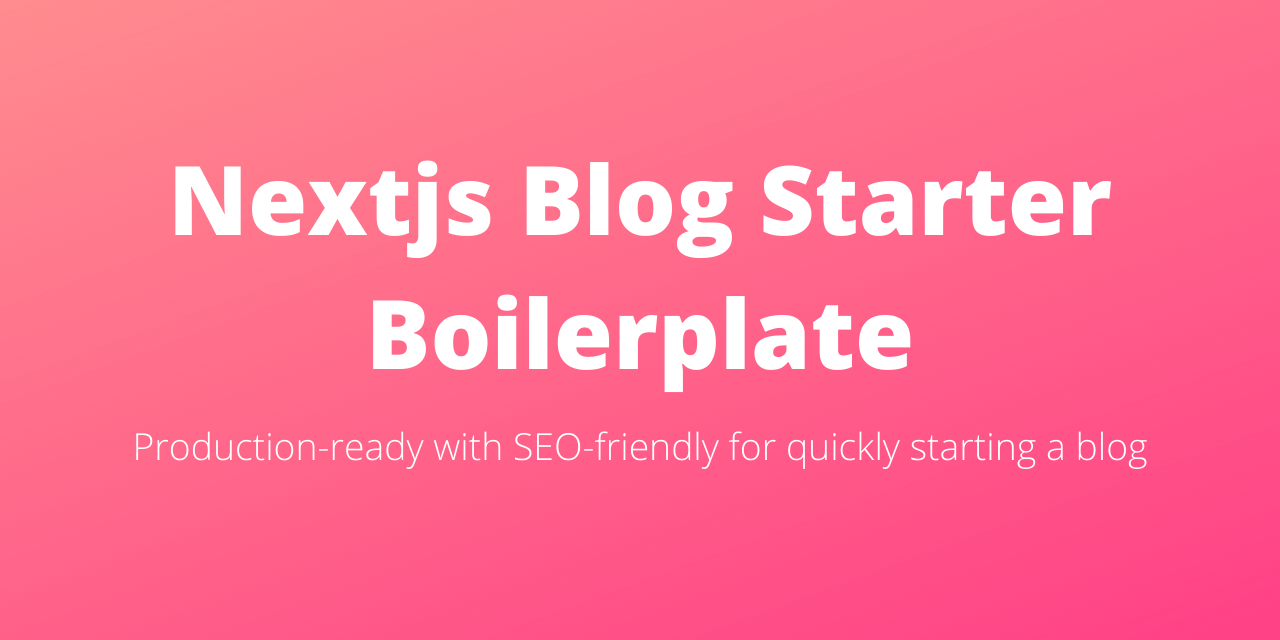 Nextjs Blog Starter
Boilerplate
Production-ready with SEO-friendly for quickly starting a blog